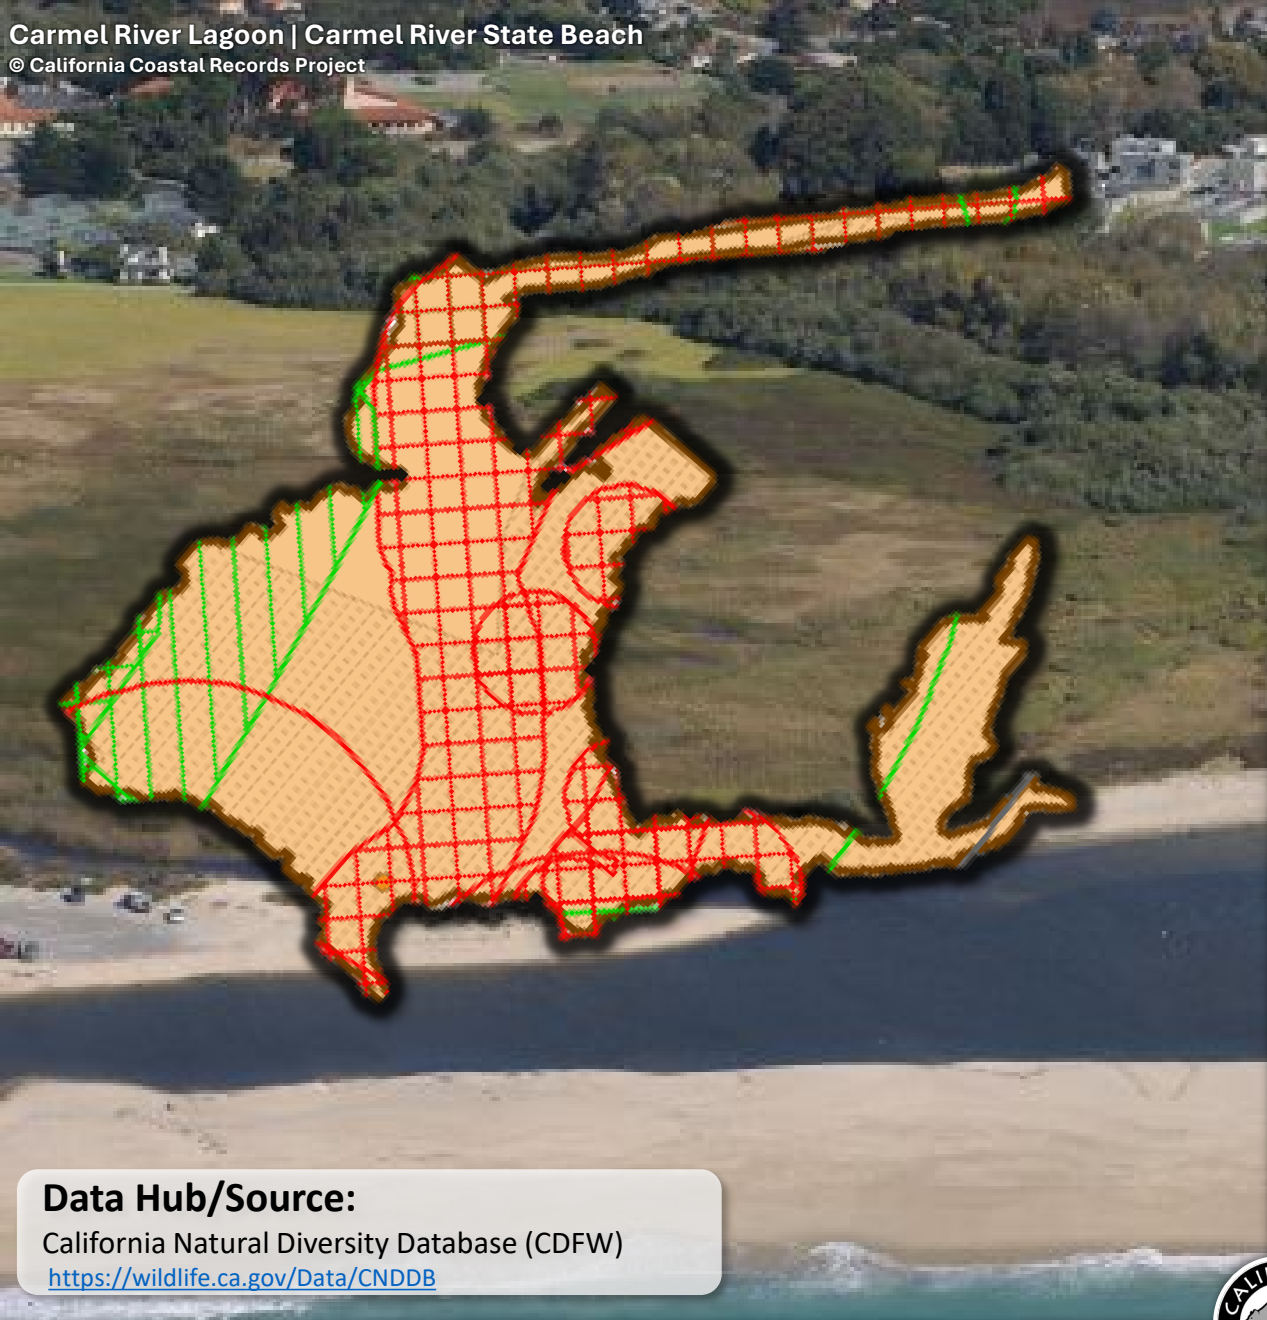 Carmel River Lagoon | Carmel River State Beach
© California Coastal Records Project
Data Hub/Source:
California Natural Diversity Database (CDFW)
https://wildlife.ca.gov/Data/CNDDB
CALI